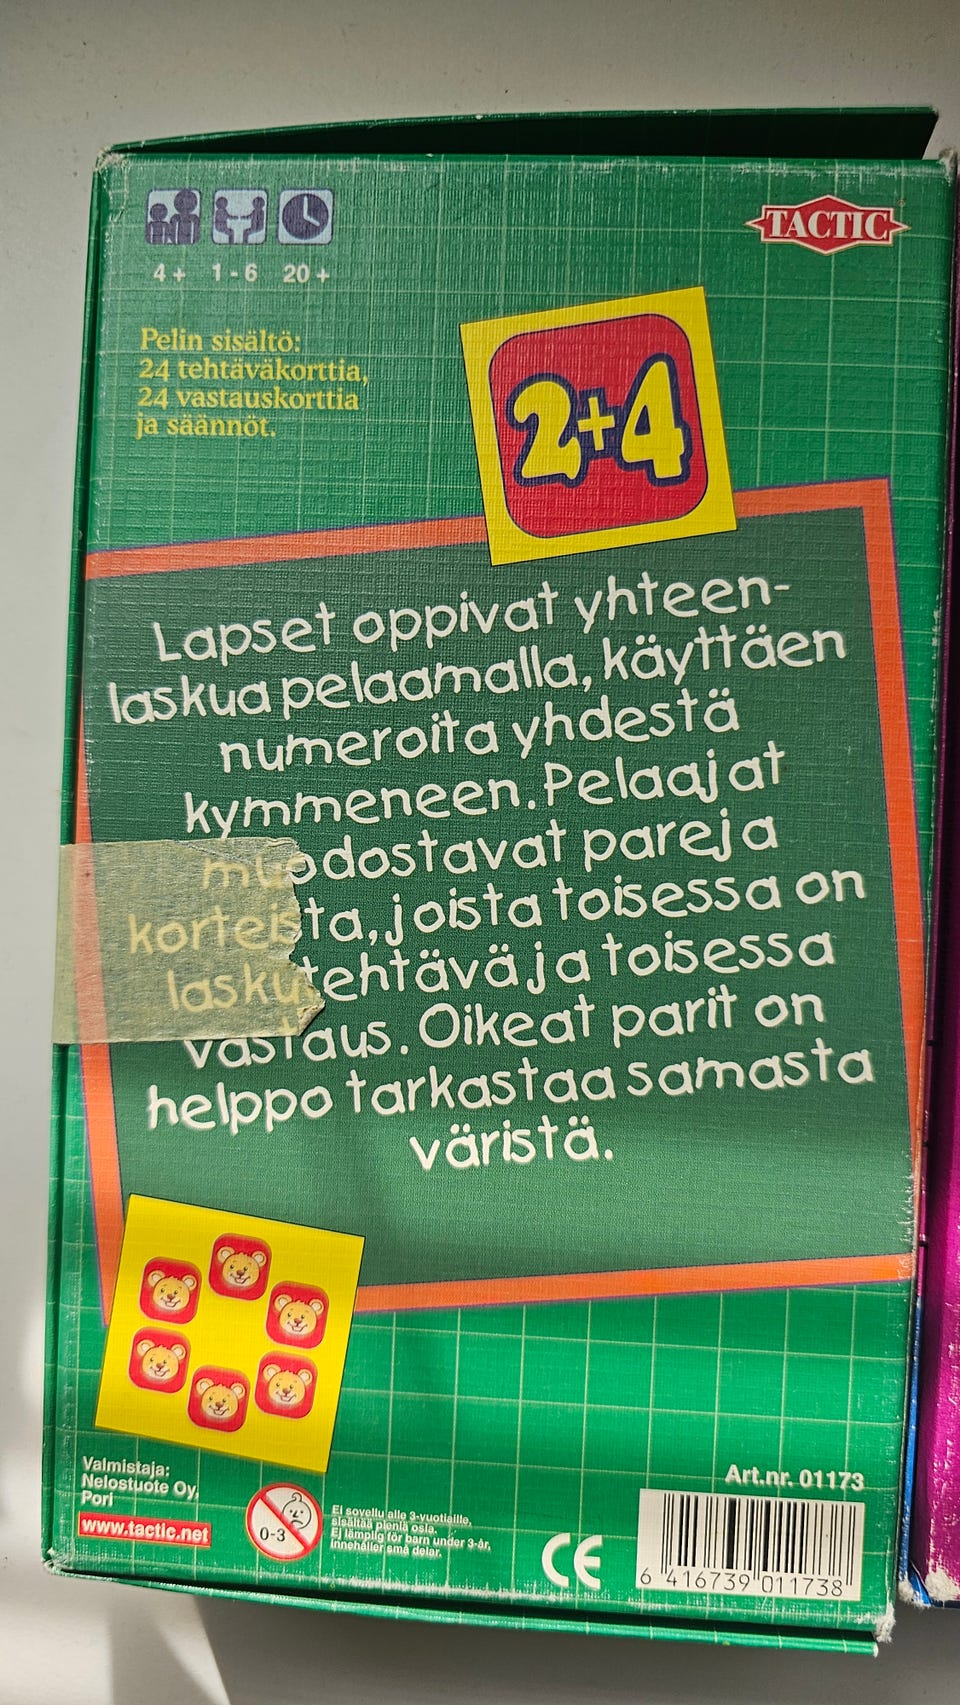 TACTIC
4+ 1-6 20+
Pelin sisältö:
24 tehtäväkorttia,
24 vastauskorttia
ja säännöt.
2+4
Lapset oppivat yhteen-
laskua pelaamalla, käyttäen
numeroita yhdestä
kymmeneen. Pelaajat
muodostavat pareja
korteista, joista toisessa on
laskutehtävä ja toisessa
vastaus. Oikeat parit on
helppo tarkastaa samasta
väristä.
Valmistaja:
Nelostuote Oy,
Pori
www.tactic.net
0-3
Ei sovellu alle 3-vuotiaille,
sisältää pieniä osia.
Ej lämplig för barn under 3-år,
innehåller små delar.
CE
Art.nr. 01173
6 416739 011738